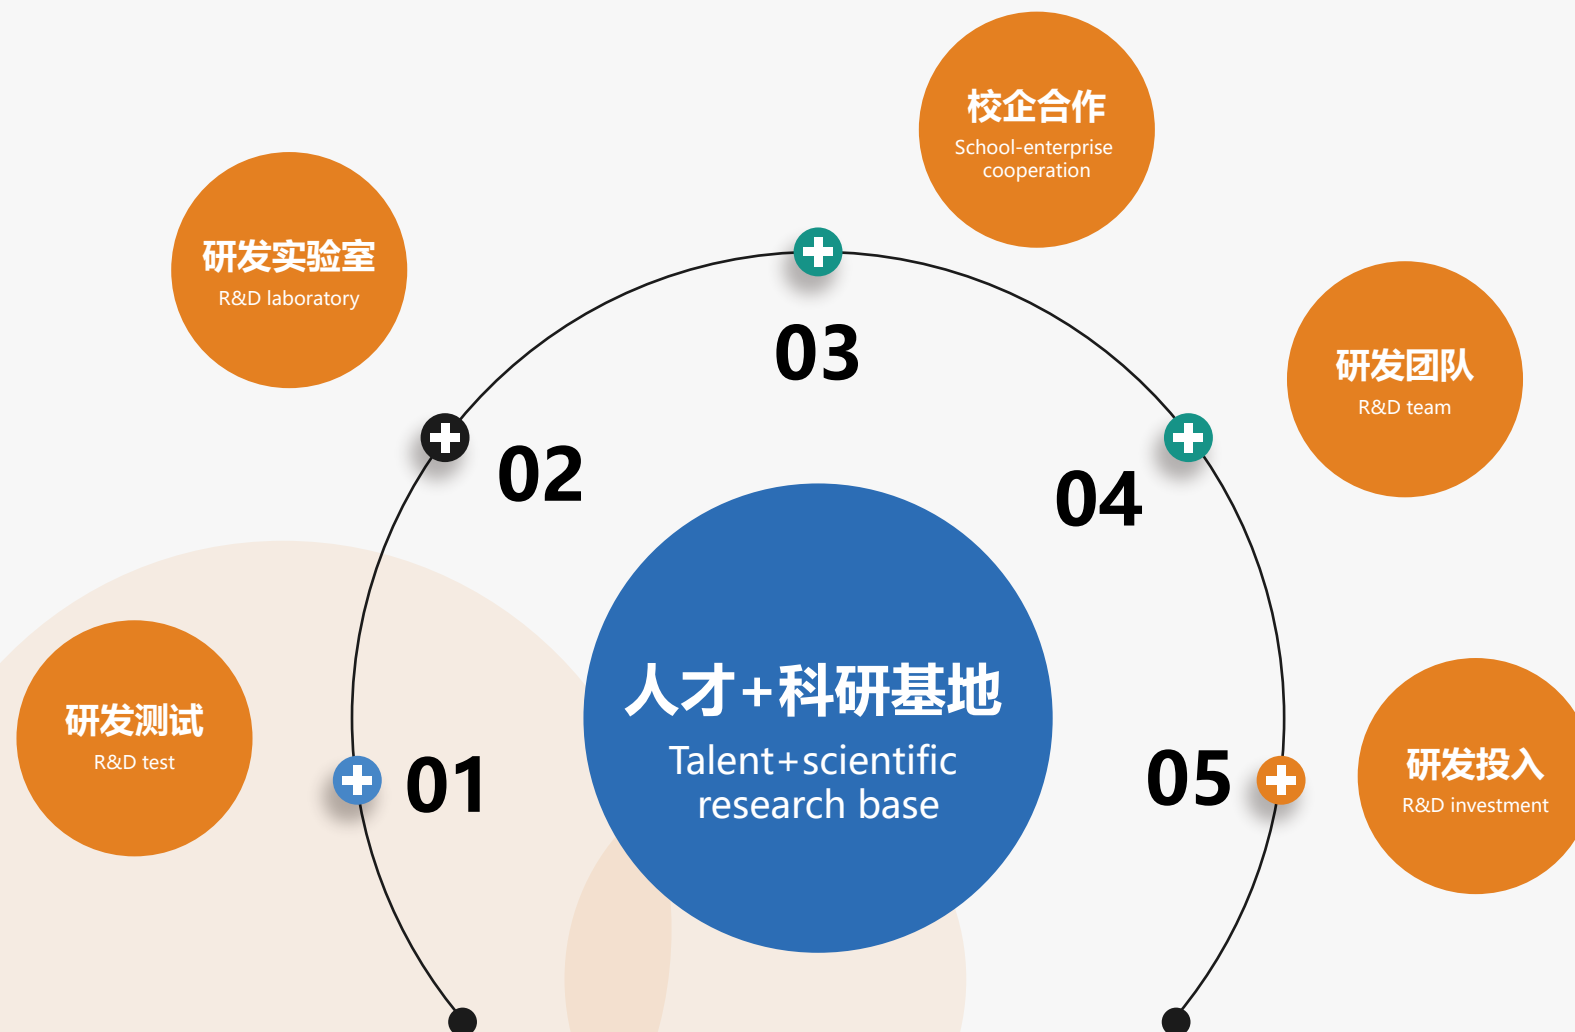 校企合作
School-enterprise
cooperation
研发实验室
R&D laboratory
03
研发团队
R&D team
02
04
人才+科研基地
Talent+scientific
research base
研发测试
R&D test
01
05
研发投入
R&D investment